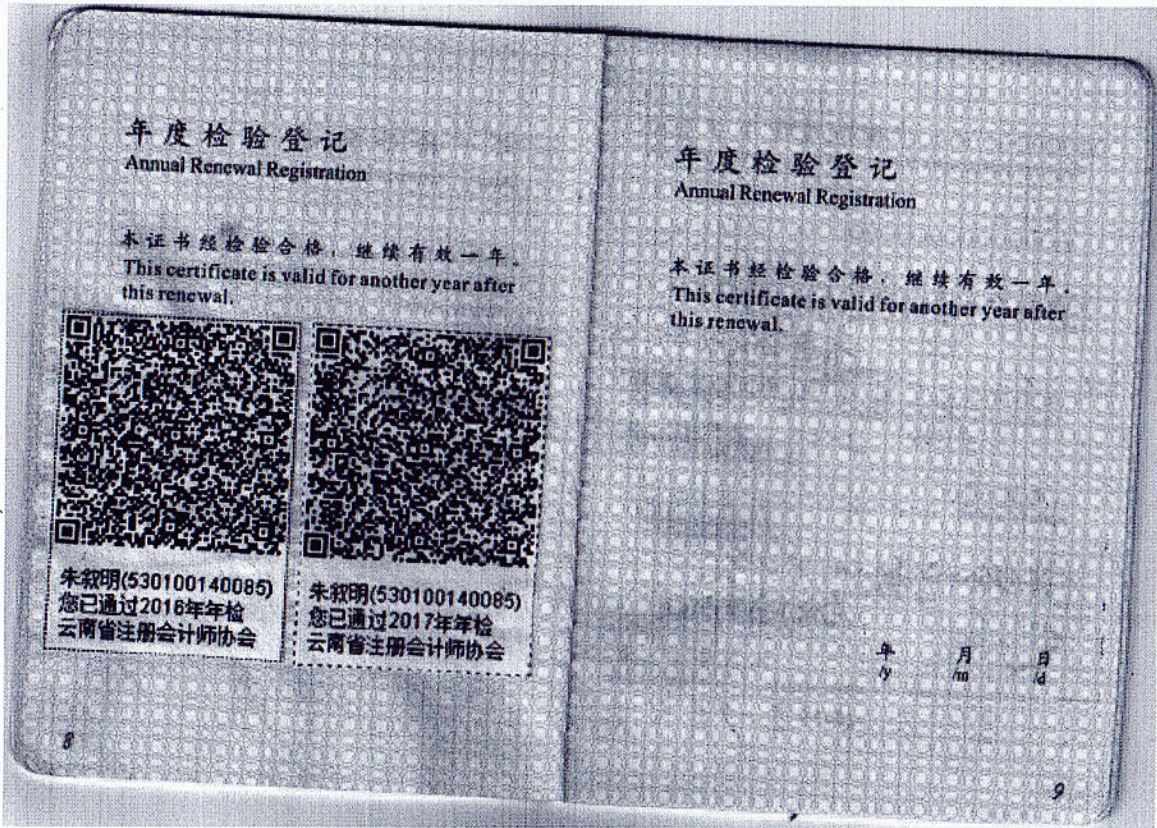 年度检验登记
Annual Renewal Registration
本证书经检验合格，继续有效一年。
This certificate is valid for another year after
this renewal.
朱叙明(530100140085)
您已通过2016年年检
云南省注册会计师协会
朱叙明(530100140085)
您已通过2017年年检
云南省注册会计师协会
8
年度检验登记
Annual Renewal Registration
本证书经检验合格，继续有效一年。
This certificate is valid for another year after
this renewal.
年 月 日
/y /m /d
9